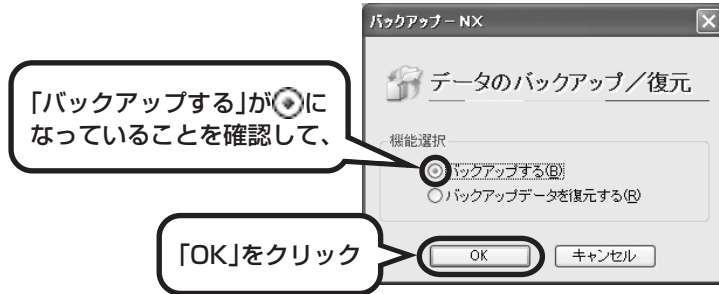 バックアップ－NX
データのバックアップ／復元
「バックアップする」が◉に
なっていることを確認して、
機能選択
バックアップする(B)
バックアップデータを復元する(R)
「OK」をクリック
OK
キャンセル